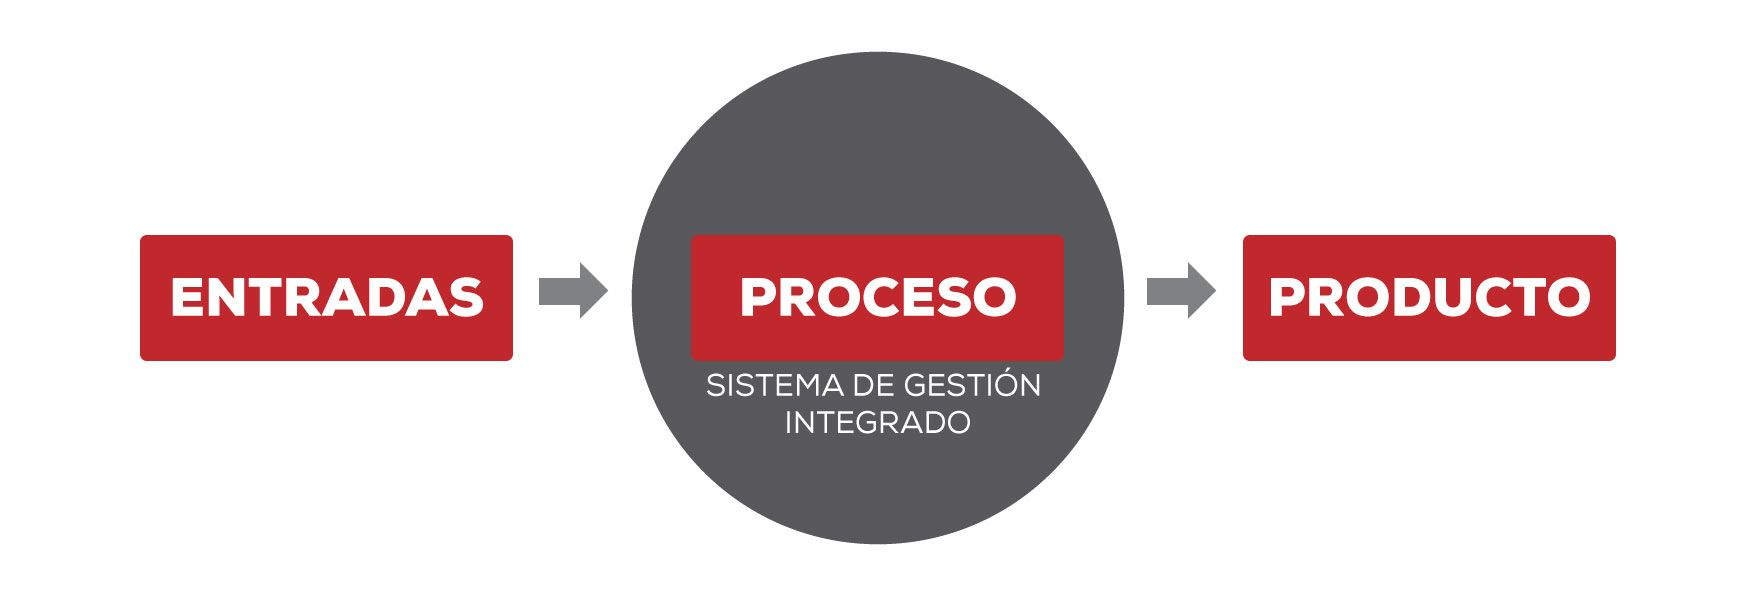 ENTRADAS
PROCESO
PRODUCTO
SISTEMA DE GESTIÓN
INTEGRADO